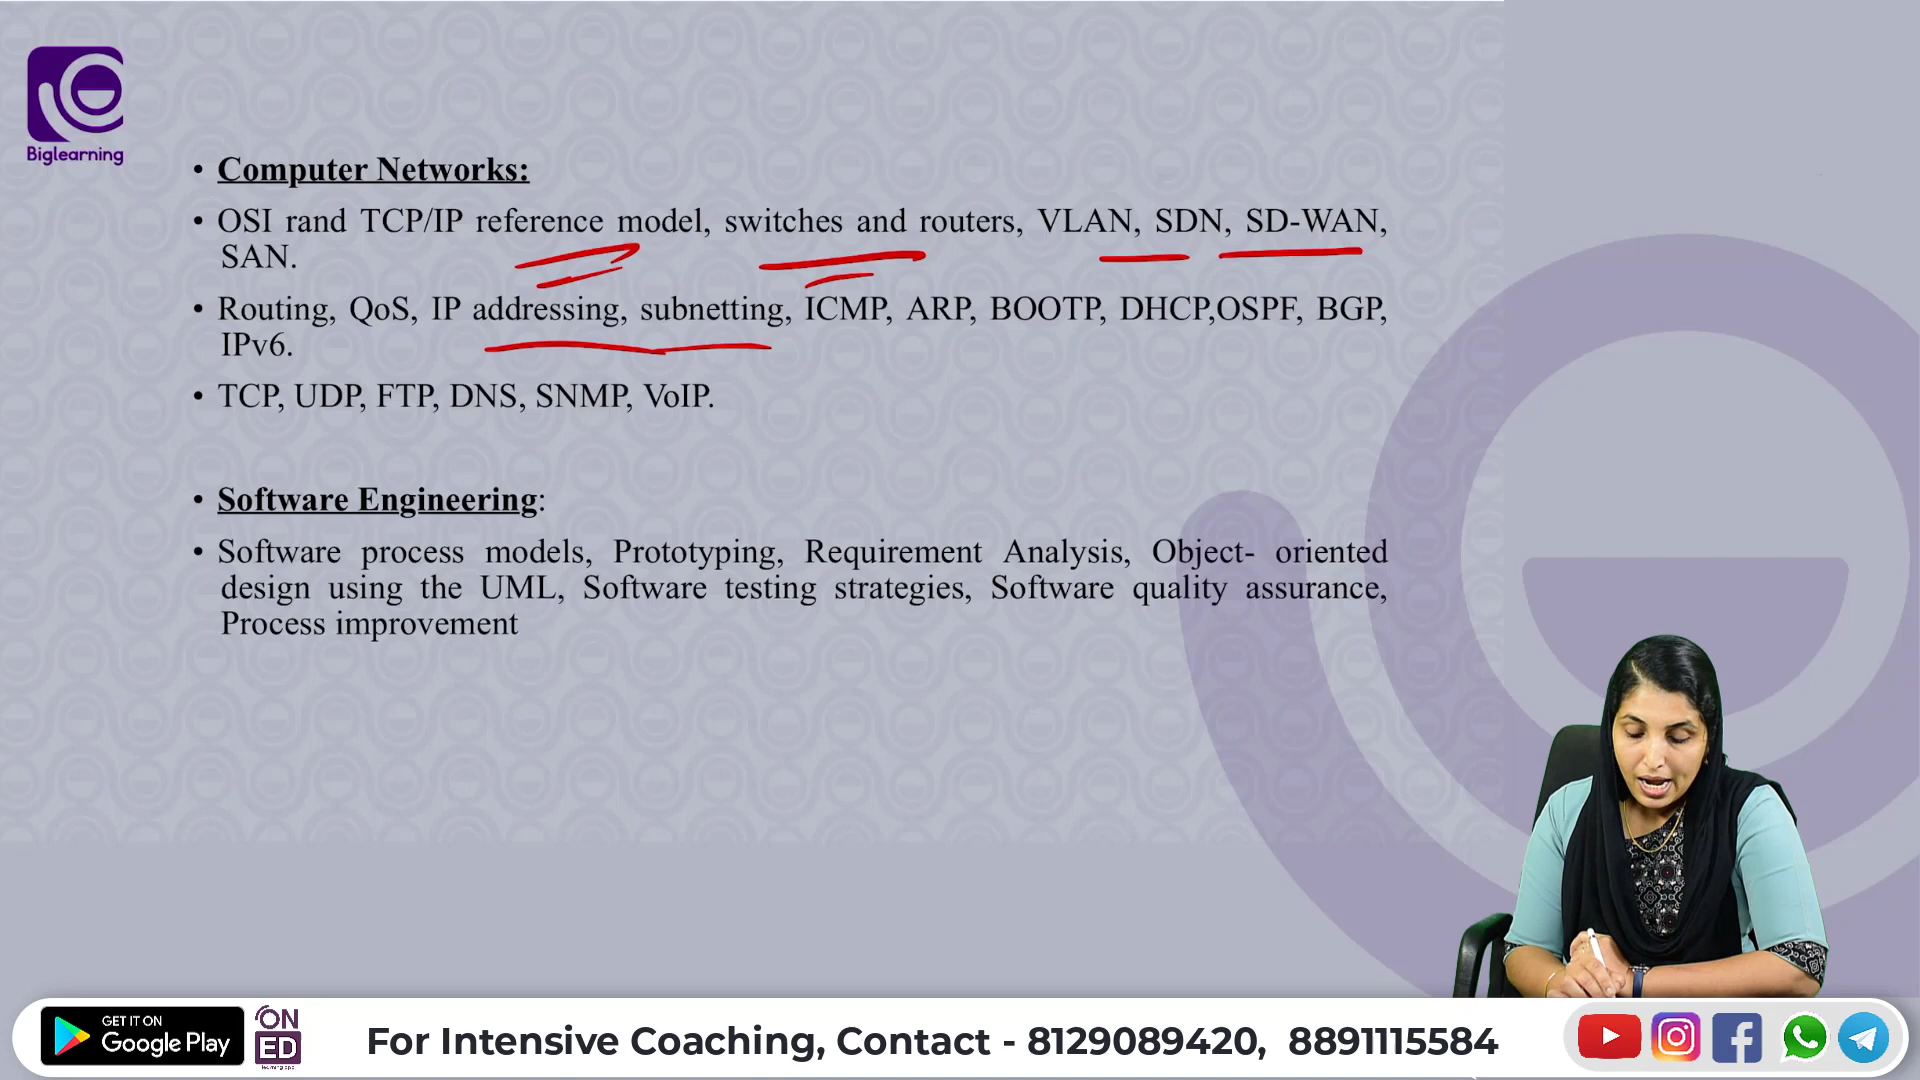 Biglearning
• Computer Networks:
• OSI rand TCP/IP reference model, switches and routers, VLAN, SDN, SD-WAN,
SAN.
• Routing, QoS, IP addressing, subnetting, ICMP, ARP, BOOTP, DHCP,OSPF, BGP,
IPv6.
• TCP, UDP, FTP, DNS, SNMP, VoIP.
• Software Engineering:
• Software process models, Prototyping, Requirement Analysis, Object- oriented
design using the UML, Software testing strategies, Software quality assurance,
Process improvement
GET IT ON
Google Play
ON
ED
For Intensive Coaching, Contact - 8129089420, 8891115584